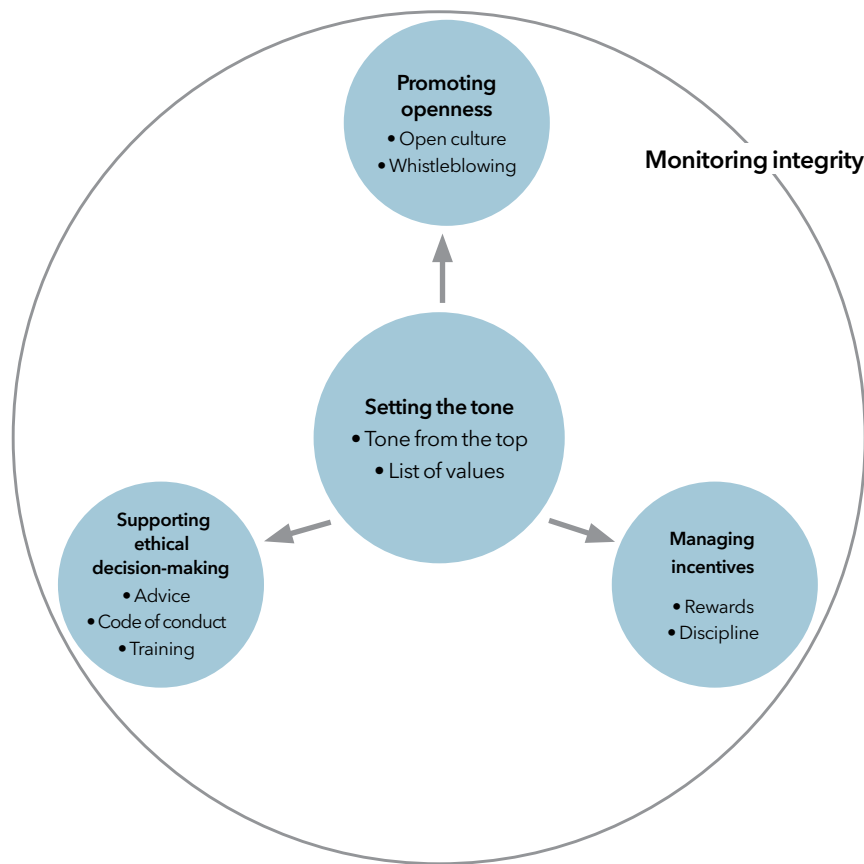 Promoting
openness
• Open culture
• Whistleblowing
Monitoring integrity
Setting the tone
• Tone from the top
• List of values
Supporting
ethical
decision-making
• Advice
• Code of conduct
• Training
Managing
incentives
• Rewards
• Discipline